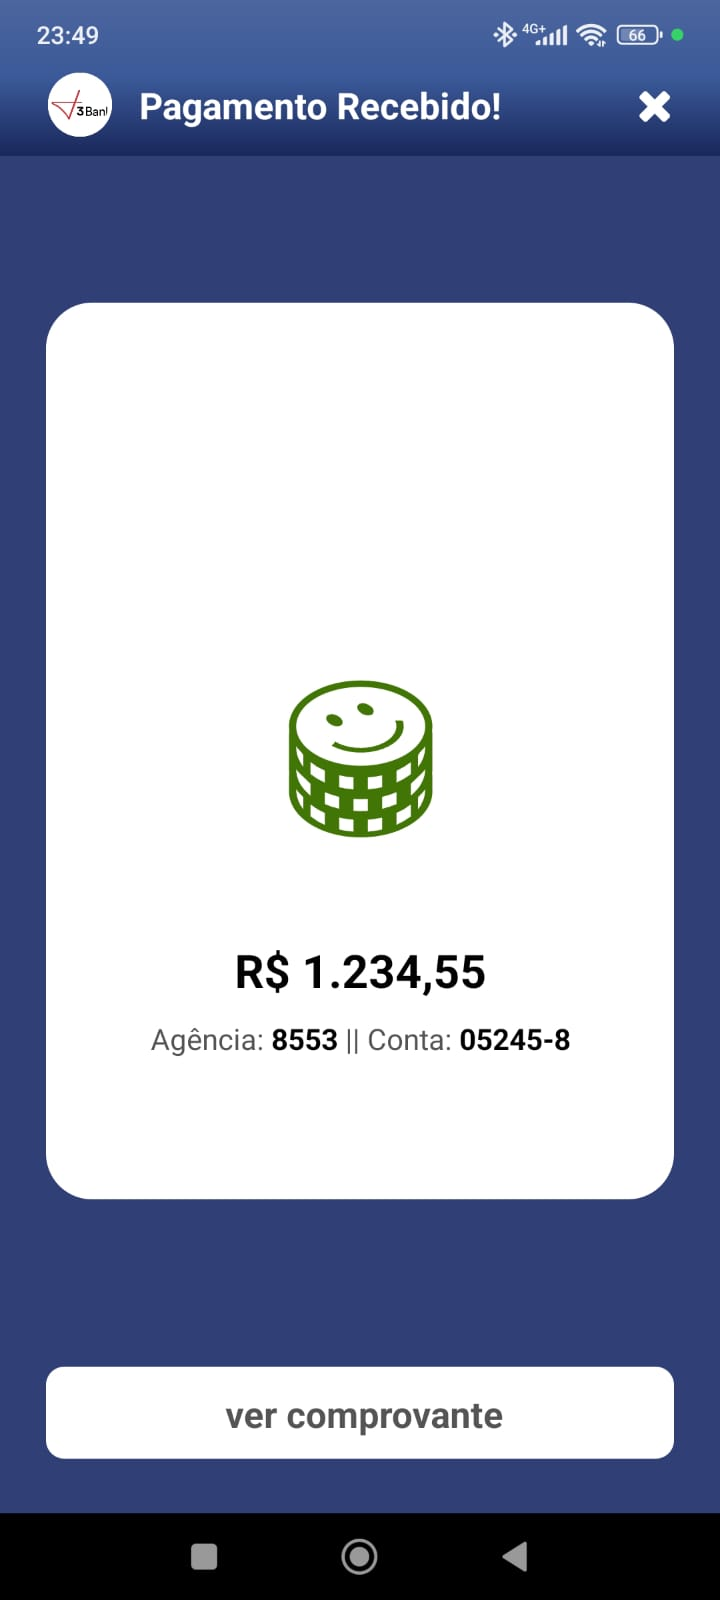 23:49
4G+
66
3Ban!
Pagamento Recebido!
R$ 1.234,55
Agência: 8553 || Conta: 05245-8
ver comprovante